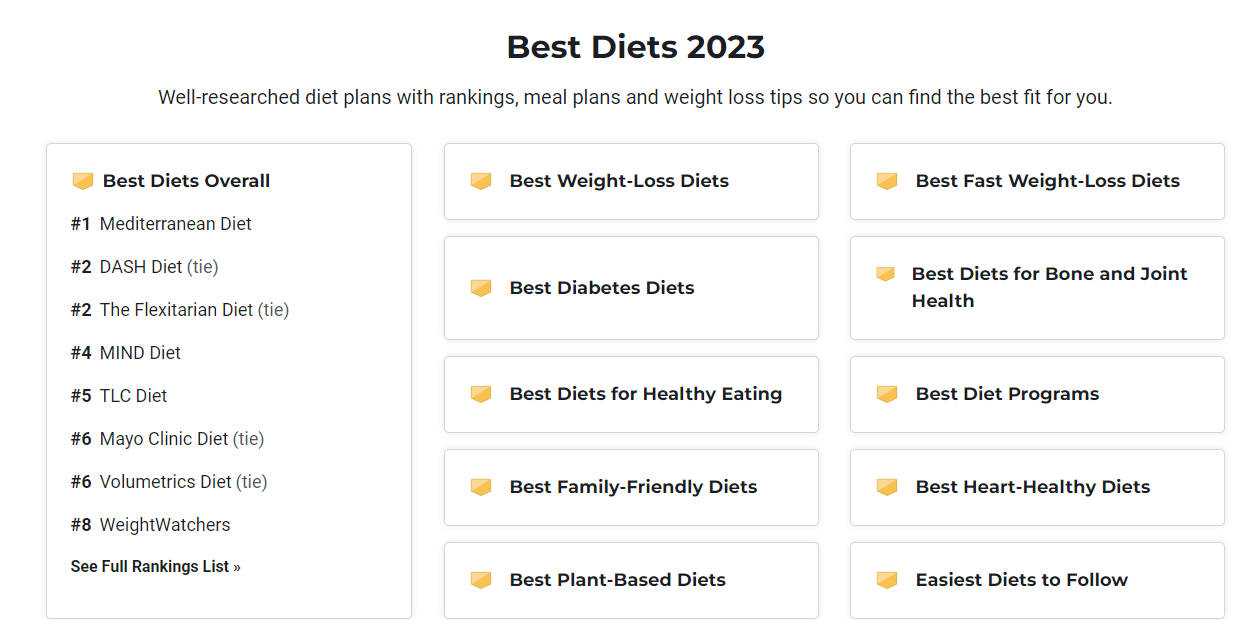 Best Diets 2023
Well-researched diet plans with rankings, meal plans and weight loss tips so you can find the best fit for you.
Best Diets Overall
#1 Mediterranean Diet
#2 DASH Diet (tie)
#2 The Flexitarian Diet (tie)
#4 MIND Diet
#5 TLC Diet
#6 Mayo Clinic Diet (tie)
#6 Volumetrics Diet (tie)
#8 WeightWatchers
See Full Rankings List »
Best Weight-Loss Diets
Best Fast Weight-Loss Diets
Best Diabetes Diets
Best Diets for Bone and Joint
Health
Best Diets for Healthy Eating
Best Diet Programs
Best Family-Friendly Diets
Best Heart-Healthy Diets
Best Plant-Based Diets
Easiest Diets to Follow